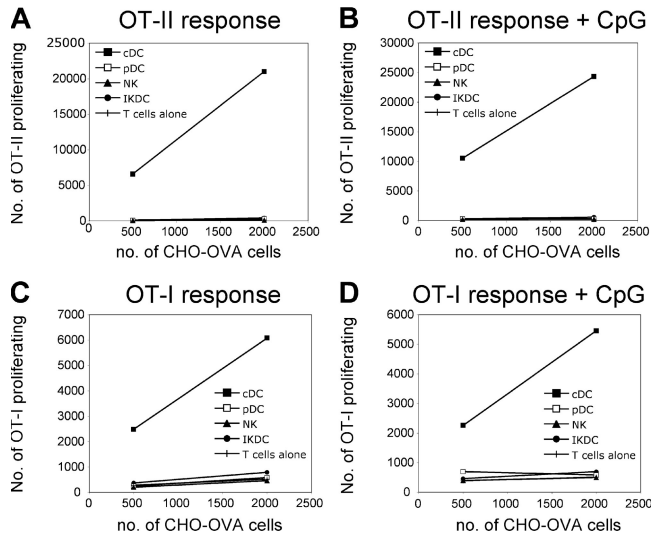 A
OT-II response
No. of OT-II proliferating
25000
20000
15000
10000
5000
0
cDC
pDC
NK
IKDC
T cells alone
0
500
1000
1500
2000
2500
no. of CHO-OVA cells
B
OT-II response + CpG
No. of OT-II proliferating
30000
25000
20000
15000
10000
5000
0
cDC
pDC
NK
IKDC
T cells alone
0
500
1000
1500
2000
2500
no. of CHO-OVA cells
C
OT-I response
No. of OT-I proliferating
7000
6000
5000
4000
3000
2000
1000
0
cDC
pDC
NK
IKDC
T cells alone
0
500
1000
1500
2000
2500
no. of CHO-OVA cells
D
OT-I response + CpG
No. of OT-I proliferating
6000
5000
4000
3000
2000
1000
0
cDC
pDC
NK
IKDC
T cells alone
0
500
1000
1500
2000
2500
no. of CHO-OVA cells